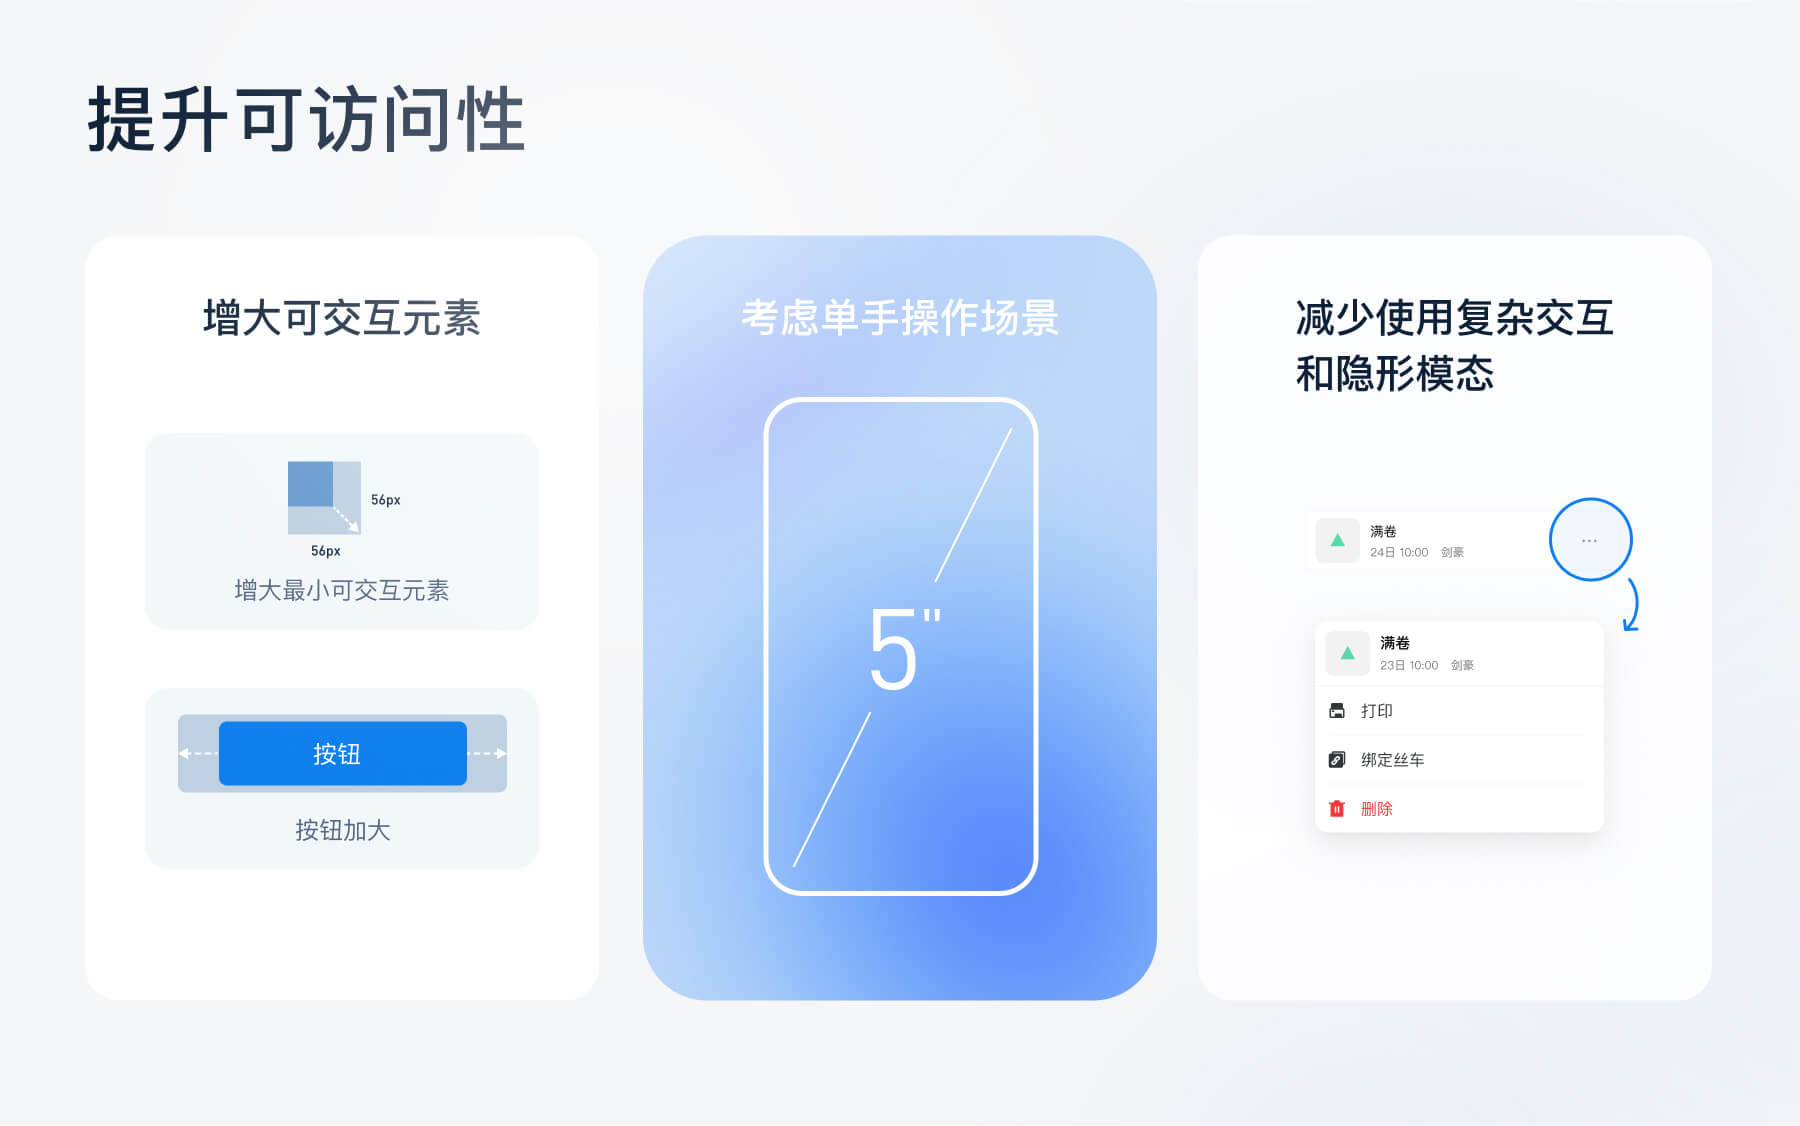 提升可访问性
增大可交互元素
56px
56px
增大最小可交互元素
按钮
按钮加大
考虑单手操作场景
5"
减少使用复杂交互
和隐形模态
满卷
24日 10:00 剑豪
...
满卷
23日 10:00 剑豪
打印
绑定丝车
删除